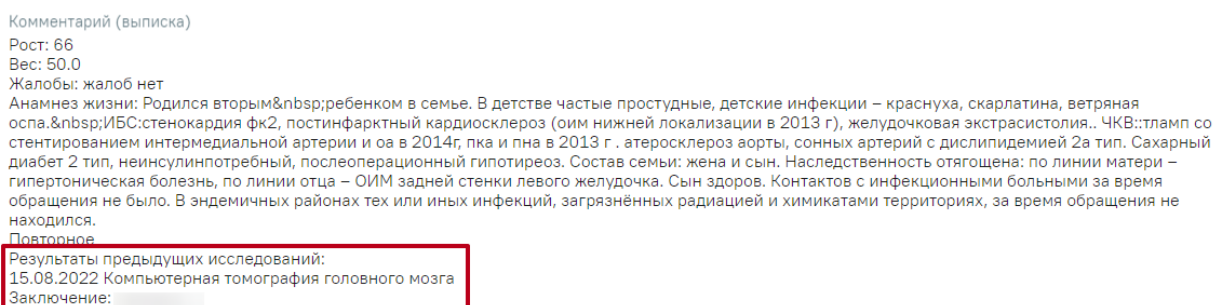 Комментарий (выписка)
Рост: 66
Вес: 50.0
Жалобы: жалоб нет
Анамнез жизни: Родился вторым&nbsp;ребенком в семье. В детстве частые простудные, детские инфекции – краснуха, скарлатина, ветряная
оспа.&nbsp;ИБС:стенокардия фк2, постинфарктный кардиосклероз (оим нижней локализации в 2013 г), желудочковая экстрасистолия.. ЧКВ::тламп со
стентированием интермедиальной артерии и оа в 2014г, пка и пна в 2013 г . атеросклероз аорты, сонных артерий с дислипидемией 2а тип. Сахарный
диабет 2 тип, неинсулинпотребный, послеоперационный гипотиреоз. Состав семьи: жена и сын. Наследственность отягощена: по линии матери –
гипертоническая болезнь, по линии отца – ОИМ задней стенки левого желудочка. Сын здоров. Контактов с инфекционными больными за время
обращения не было. В эндемичных районах тех или иных инфекций, загрязнённых радиацией и химикатами территориях, за время обращения не
находился.
Повторное
Результаты предыдущих исследований:
15.08.2022 Компьютерная томография головного мозга
Заключение: